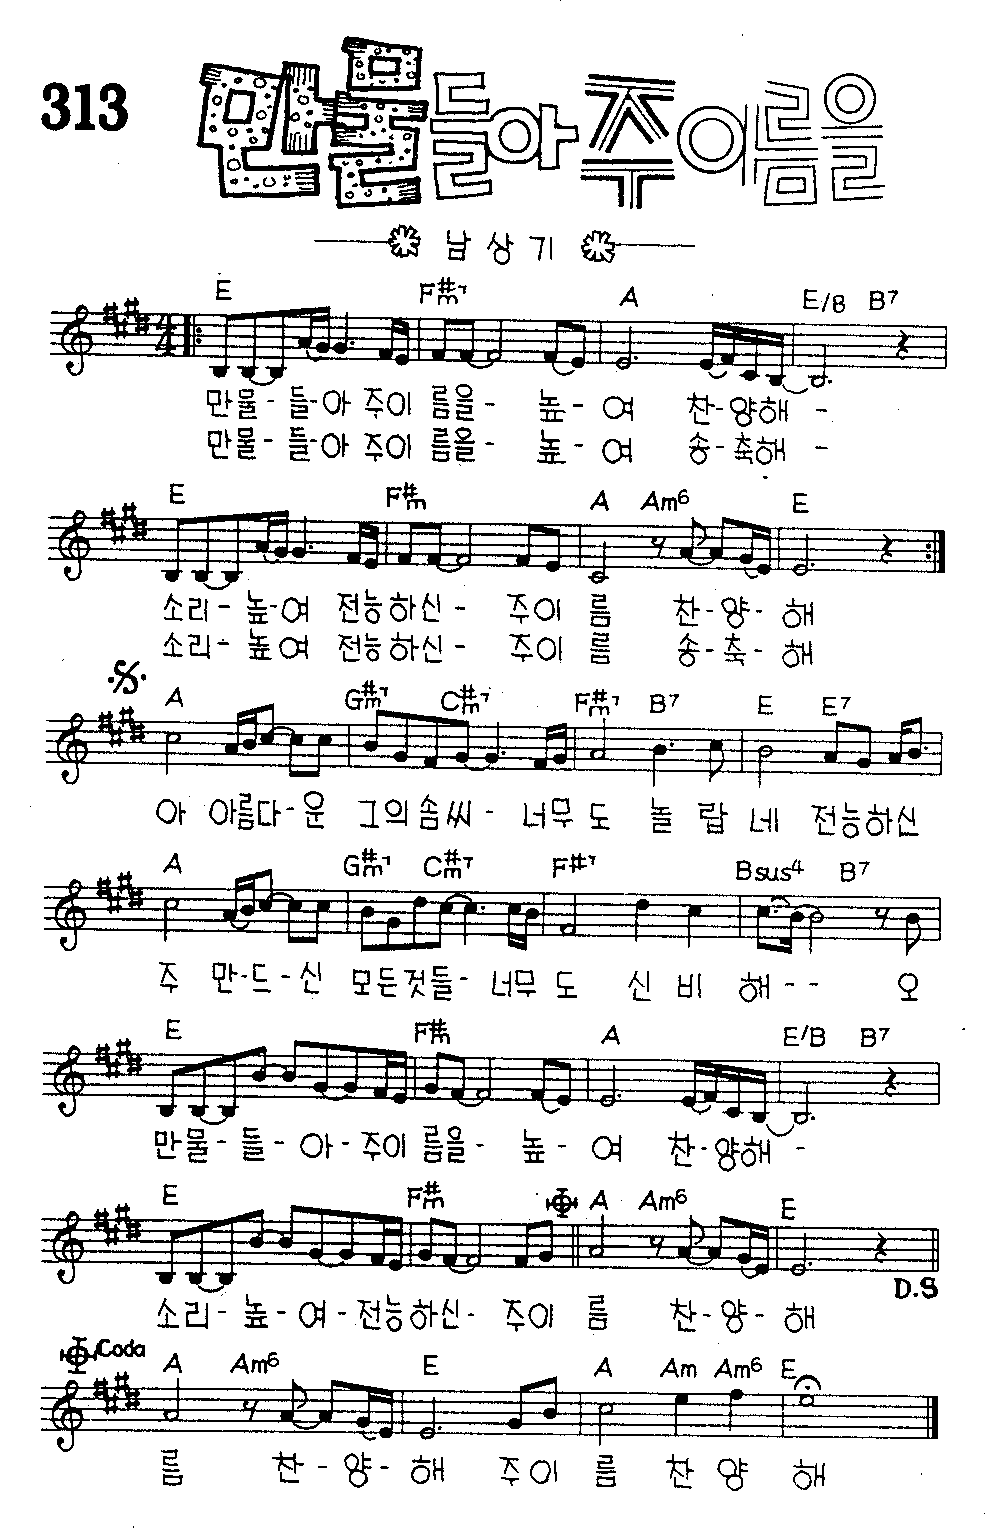 313 만물들아 주 이름을
남상기
E F#m7 A E/B B7
4/4
만물-들-아 주이 름을- 높-여 찬-양해-
만물-들-아 주이 름을- 높-여 송-축해-
E F#m A Am6 E
소리-높-여 전능하신- 주이 름 찬-양-해
소리-높여 전능하신- 주이 름 송-축-해
A G#m7 C#m7 F#m7 B7 E E7
아 아름다-운 그의솜씨- 너무도 놀랍네 전능하신
A G#m7 C#m7 F#7 Bsus4 B7
주 만-드-신 모든것들- 너무도 신비해-- 오
E F#m A E/B B7
만물-들-아-주이 름을- 높-여 찬-양해-
E F#m A Am6 E
D.S
소리-높-여-전능하신- 주이 름 찬-양-해
Coda
A Am6 E A Am Am6 E
름 찬-양-해 주이 름 찬양 해